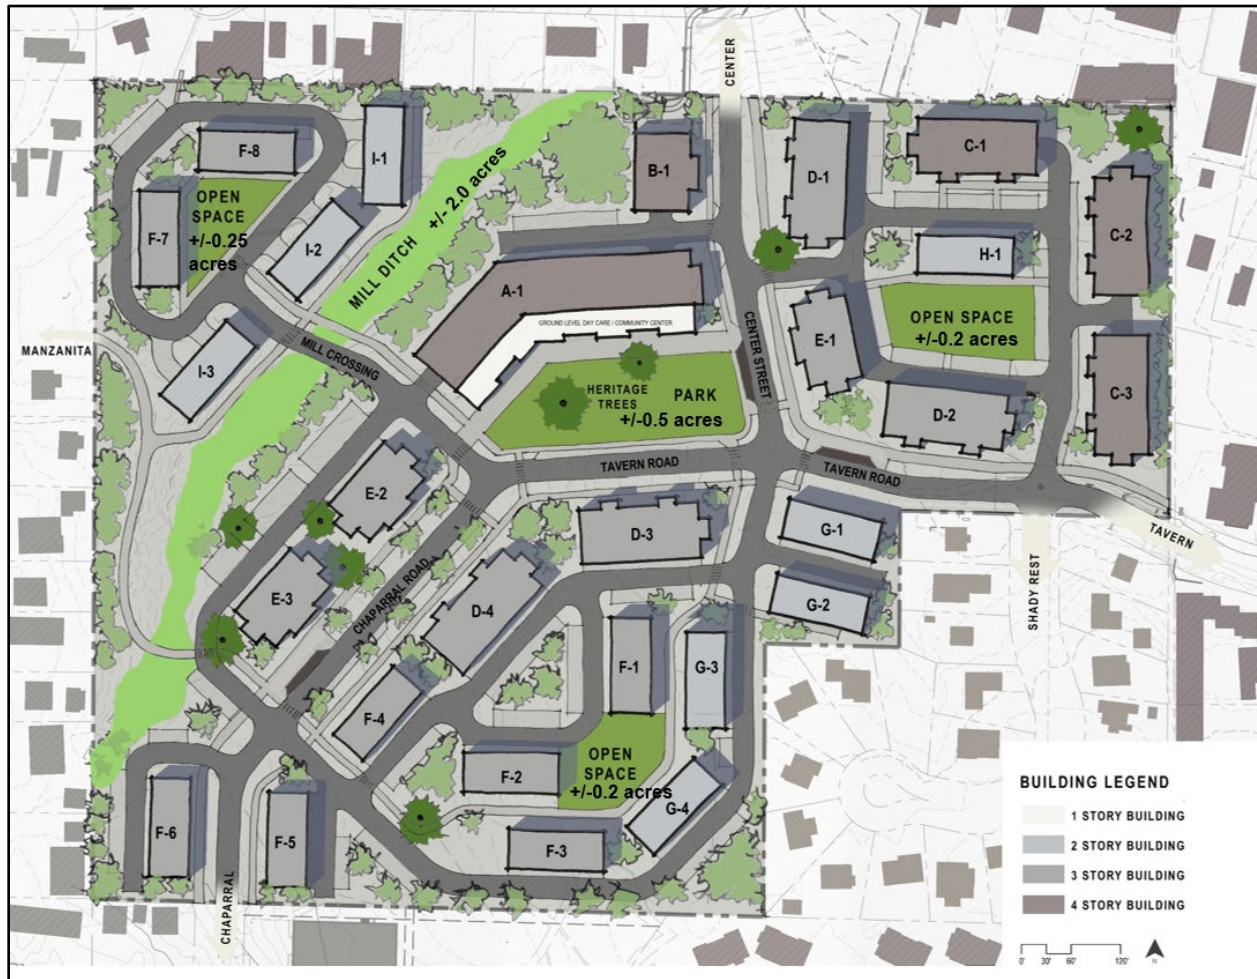 CENTER
F-8
I-1
B-1
D-1
C-1
+/- 2.0 acres
MILL DITCH
F-7
OPEN
SPACE
+/-0.25
acres
I-2
C-2
H-1
A-1
GROUND LEVEL DAY CARE / COMMUNITY CENTER
CENTER STREET
OPEN SPACE
+/-0.2 acres
MANZANITA
MILL CROSSING
I-3
E-1
HERITAGE
TREES
PARK
+/-0.5 acres
D-2
C-3
TAVERN ROAD
TAVERN ROAD
TAVERN
E-2
D-3
G-1
E-3
CHAPARRAL ROAD
D-4
G-2
SHADY REST
F-1
G-3
F-4
F-2
OPEN
SPACE
+/-0.2 acres
G-4
F-6
F-5
F-3
CHAPARRAL
BUILDING LEGEND
1 STORY BUILDING
2 STORY BUILDING
3 STORY BUILDING
4 STORY BUILDING
0 30' 60' 120'
N